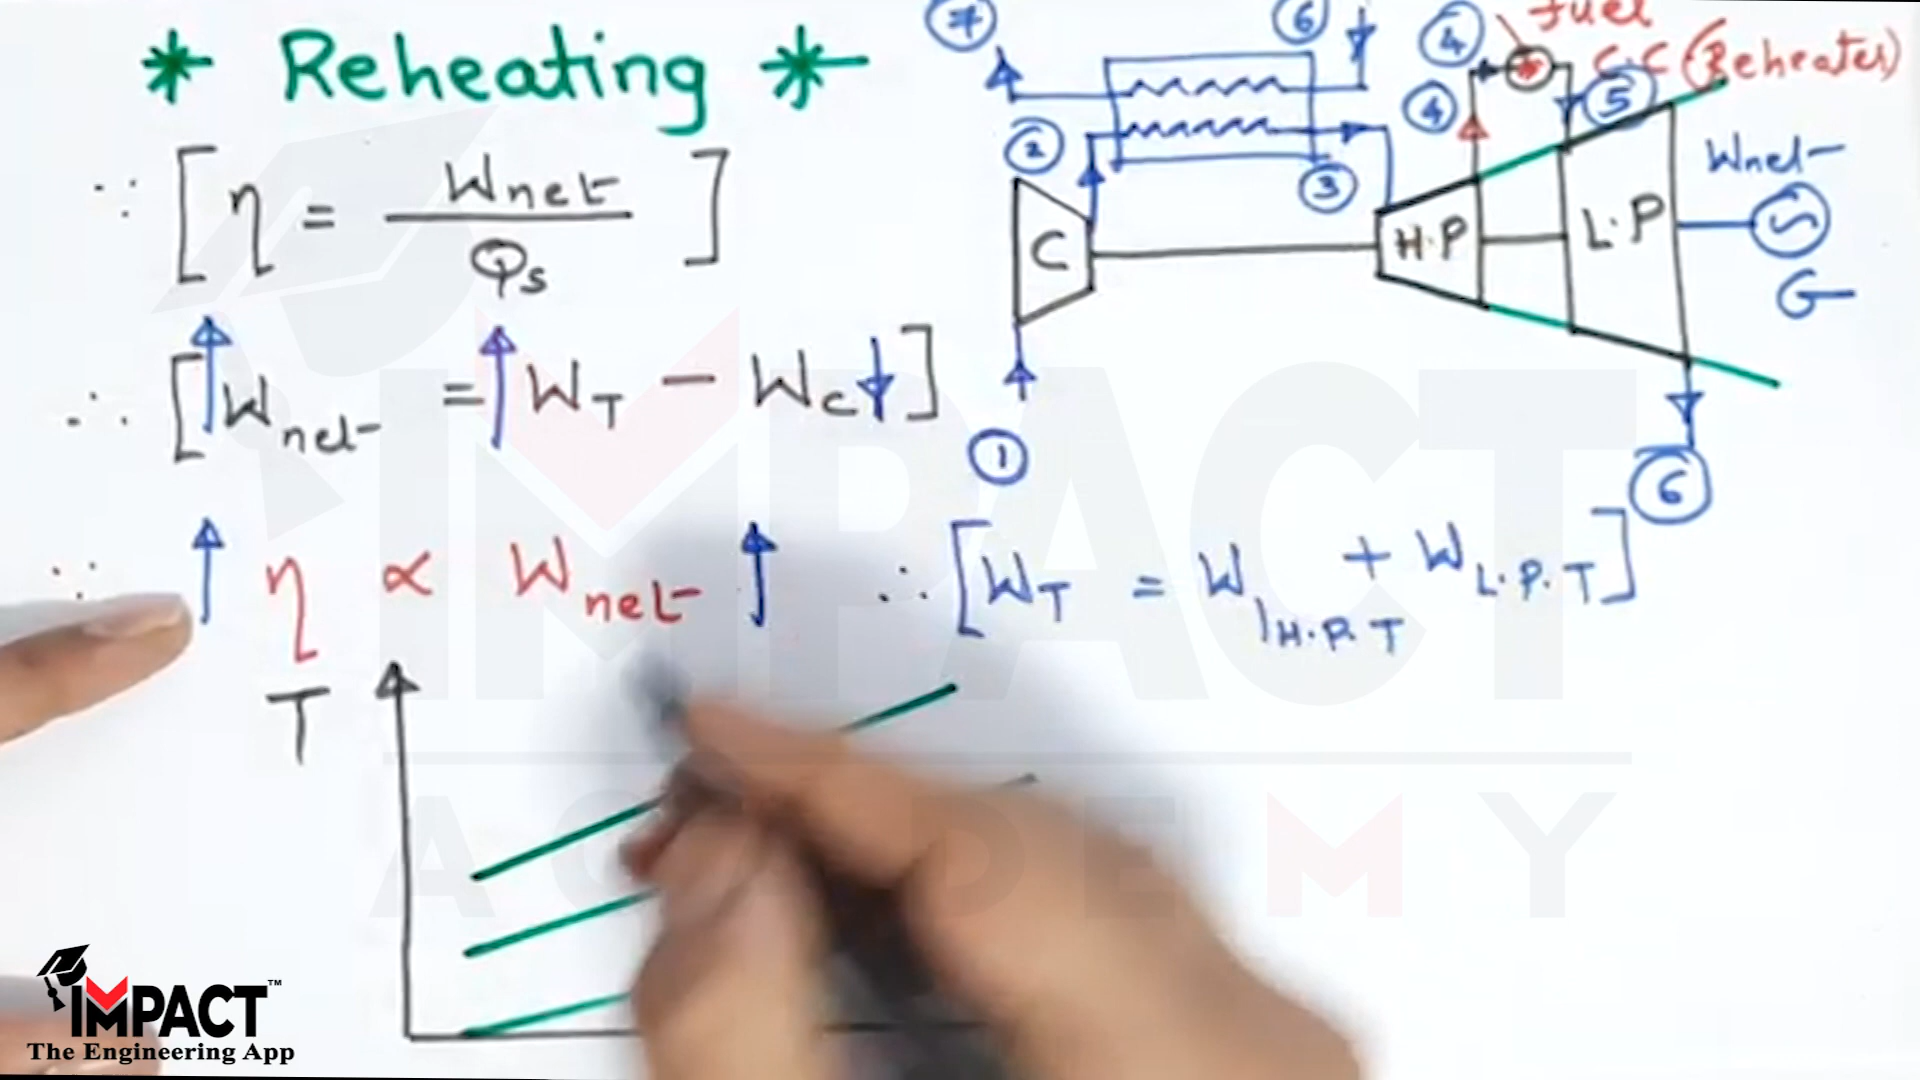 * Reheating *
∵ [η = Wnet / Qs]
∴ [↑Wnet = ↑WT - Wc↓]
∵ ↑ η ∝ Wnet ↑ ∴ [WT = WH.P.T + WL.P.T]
T
7
6
4
fuel
C.C (Reheater)
5
4
2
3
Wnet
C
H.P
L.P
G
1
6
IMPACT
ACADEMY
IMPACT™
The Engineering App